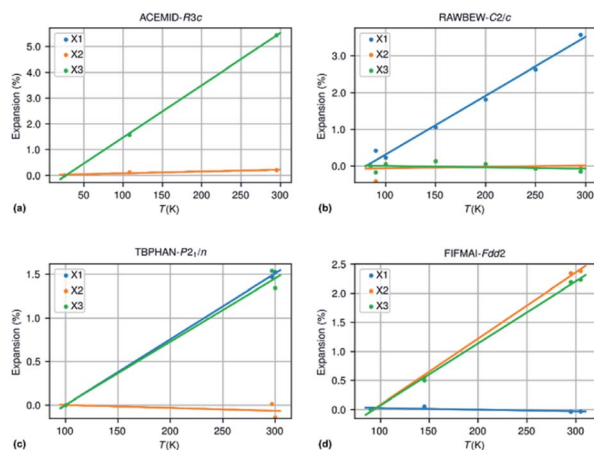 ACEMID-R3c
Expansion (%)
5.0
4.0
3.0
2.0
1.0
0.0
X1
X2
X3
50
100
150
200
250
300
T(K)
(a)
RAWBEW-C2/c
Expansion (%)
3.0
2.0
1.0
0.0
X1
X2
X3
100
150
200
250
300
T(K)
(b)
TBPHAN-P2₁/n
Expansion (%)
1.5
1.0
0.5
0.0
X1
X2
X3
100
150
200
250
300
T(K)
(c)
FIFMAI-Fdd2
Expansion (%)
2.5
2.0
1.5
1.0
0.5
0.0
X1
X2
X3
100
150
200
250
300
T(K)
(d)